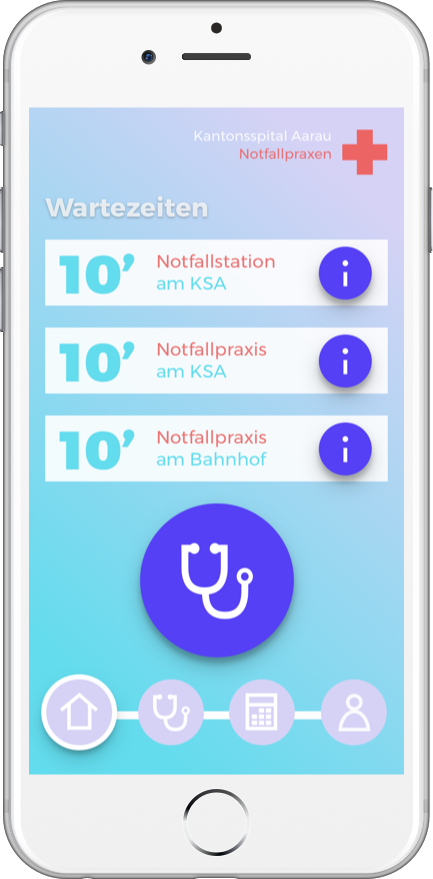 Kantonsspital Aarau
Notfallpraxen
Wartezeiten
10’
Notfallstation
am KSA
i
10’
Notfallpraxis
am KSA
i
10’
Notfallpraxis
am Bahnhof
i